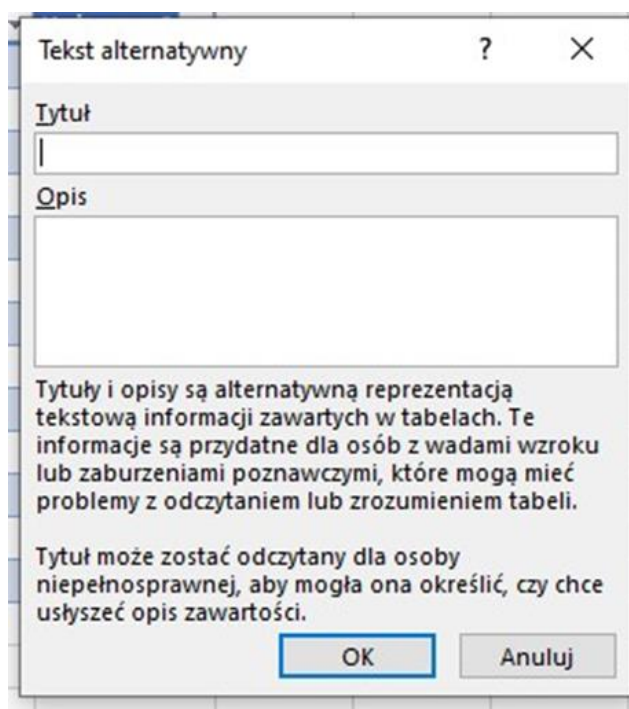 Tekst alternatywny
Tytuł
Opis
Tytuły i opisy są alternatywną reprezentacją
tekstową informacji zawartych w tabelach. Te
informacje są przydatne dla osób z wadami wzroku
lub zaburzeniami poznawczymi, które mogą mieć
problemy z odczytaniem lub zrozumieniem tabeli.
Tytuł może zostać odczytany dla osoby
niepełnosprawnej, aby mogła ona określić, czy chce
usłyszeć opis zawartości.
OK Anuluj